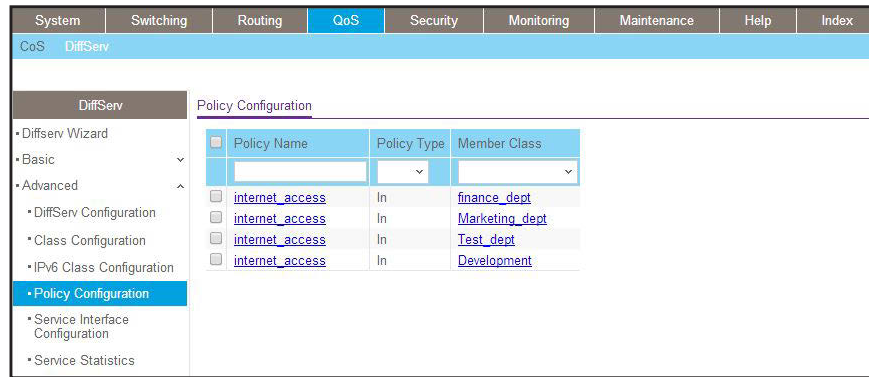 System Switching Routing QoS Security Monitoring Maintenance Help Index
CoS DiffServ
DiffServ
Diffserv Wizard
Basic
Advanced
DiffServ Configuration
Class Configuration
IPv6 Class Configuration
Policy Configuration
Service Interface
Configuration
Service Statistics
Policy Configuration
Policy Name Policy Type Member Class
internet_access In finance_dept
internet_access In Marketing_dept
internet_access In Test_dept
internet_access In Development